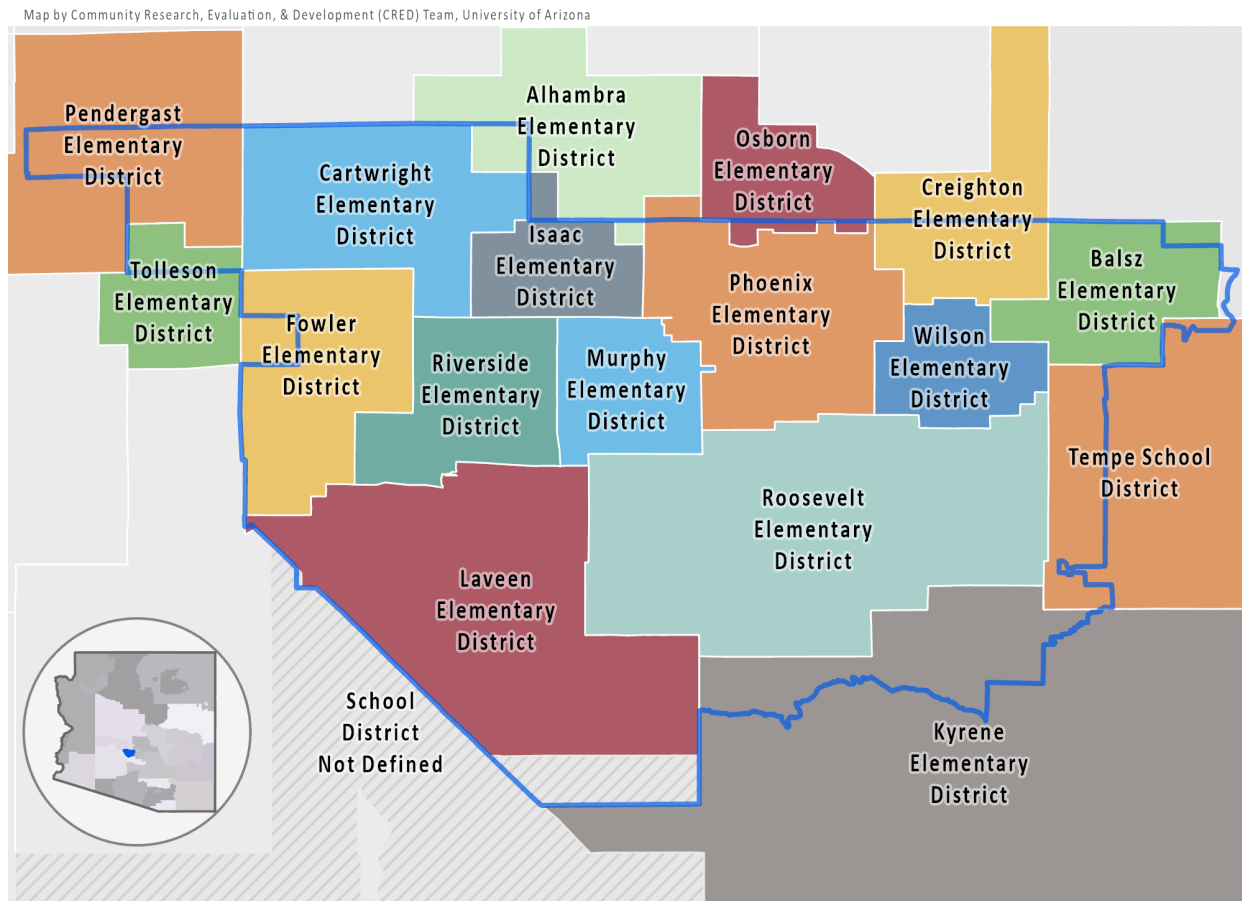 Map by Community Research, Evaluation, & Development (CRED) Team, University of Arizona
Pendergast
Elementary
District
Alhambra
Elementary
District
Osborn
Elementary
District
Cartwright
Elementary
District
Creighton
Elementary
District
Isaac
Elementary
District
Balsz
Elementary
District
Tolleson
Elementary
District
Phoenix
Elementary
District
Fowler
Elementary
District
Wilson
Elementary
District
Riverside
Elementary
District
Murphy
Elementary
District
Tempe School
District
Roosevelt
Elementary
District
Laveen
Elementary
District
School
District
Not Defined
Kyrene
Elementary
District